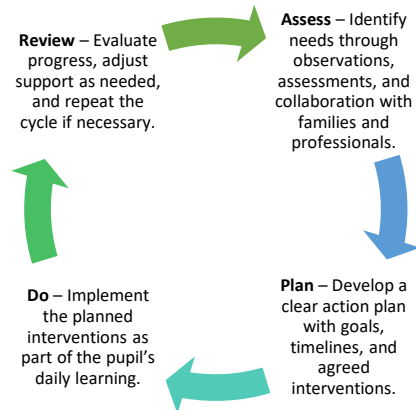 Assess – Identify
needs through
observations,
assessments, and
collaboration with
families and
professionals.
Plan – Develop a
clear action plan
with goals,
timelines, and
agreed
interventions.
Do – Implement
the planned
interventions as
part of the pupil’s
daily learning.
Review – Evaluate
progress, adjust
support as needed,
and repeat the
cycle if necessary.